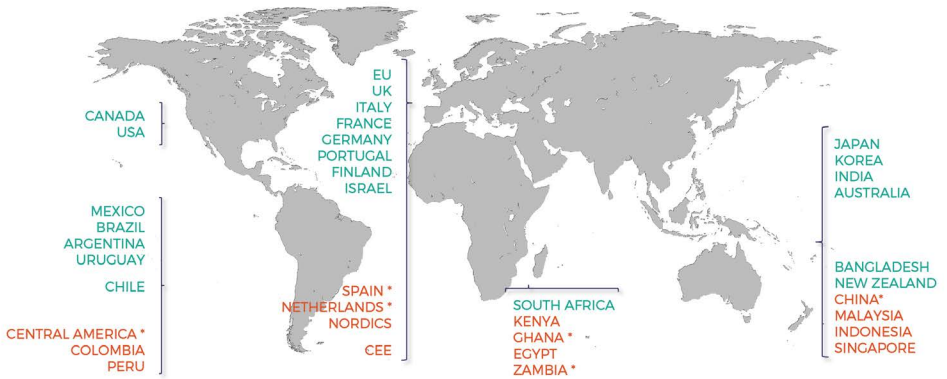 CANADA
USA
MEXICO
BRAZIL
ARGENTINA
URUGUAY
CHILE
CENTRAL AMERICA *
COLOMBIA
PERU
EU
UK
ITALY
FRANCE
GERMANY
PORTUGAL
FINLAND
ISRAEL
SPAIN *
NETHERLANDS *
NORDICS
CEE
SOUTH AFRICA
KENYA
GHANA *
EGYPT
ZAMBIA *
JAPAN
KOREA
INDIA
AUSTRALIA
BANGLADESH
NEW ZEALAND
CHINA*
MALAYSIA
INDONESIA
SINGAPORE